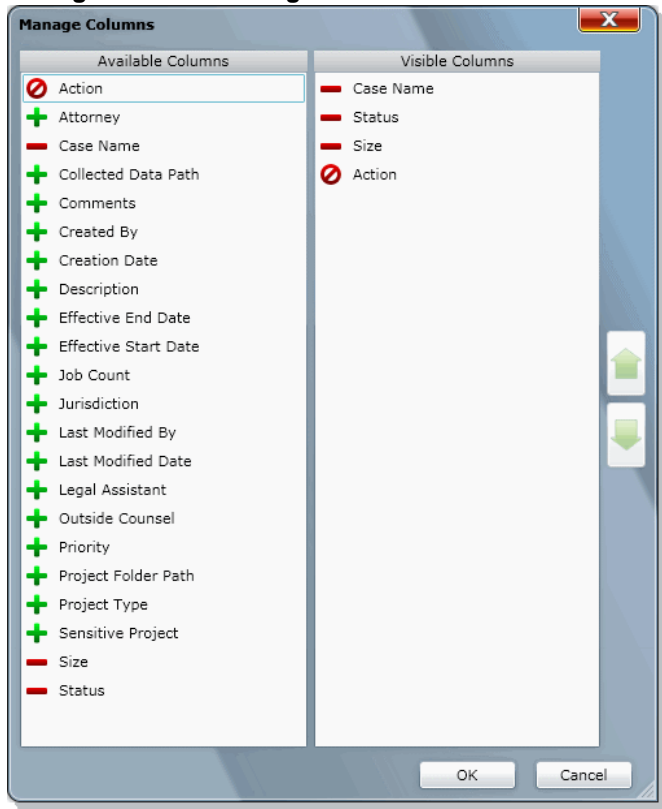 Manage Columns
Available Columns
Action
Attorney
Case Name
Collected Data Path
Comments
Created By
Creation Date
Description
Effective End Date
Effective Start Date
Job Count
Jurisdiction
Last Modified By
Last Modified Date
Legal Assistant
Outside Counsel
Priority
Project Folder Path
Project Type
Sensitive Project
Size
Status
Visible Columns
Case Name
Status
Size
Action
OK
Cancel